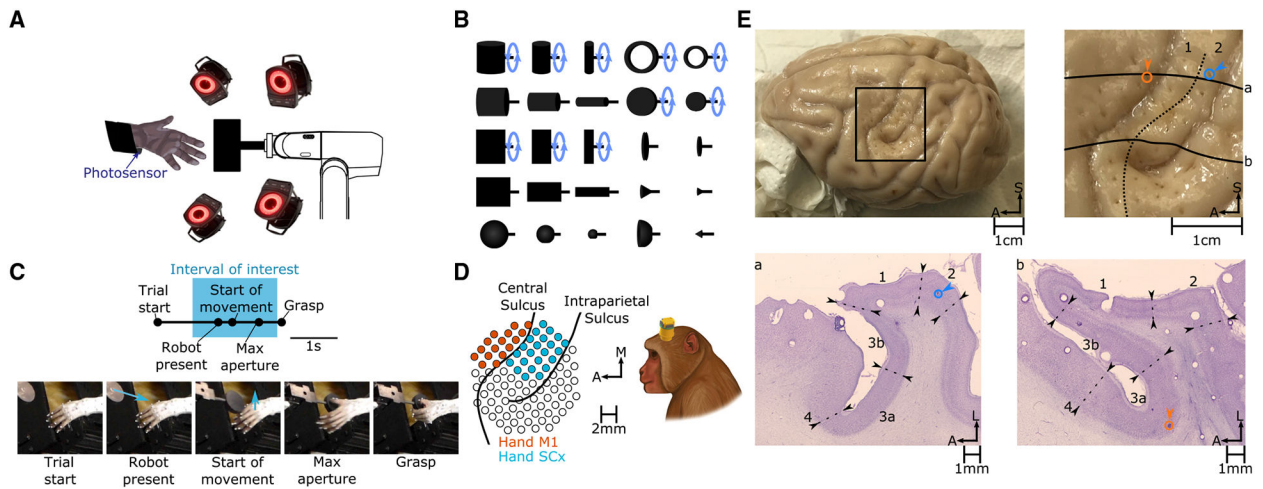 A
Photosensor
B
C
Interval of interest
Trial
start
Start of
movement
Grasp
Robot
present
Max
aperture
1s
Trial
start
Robot
present
Start of
movement
Max
aperture
Grasp
D
Central
Sulcus
Intraparietal
Sulcus
M
A
2mm
Hand M1
Hand SCx
E
S
A
1cm
1
2
a
b
S
A
1cm
a
1
2
3b
3a
4
L
A
1mm
b
1
2
3b
3a
4
L
A
1mm